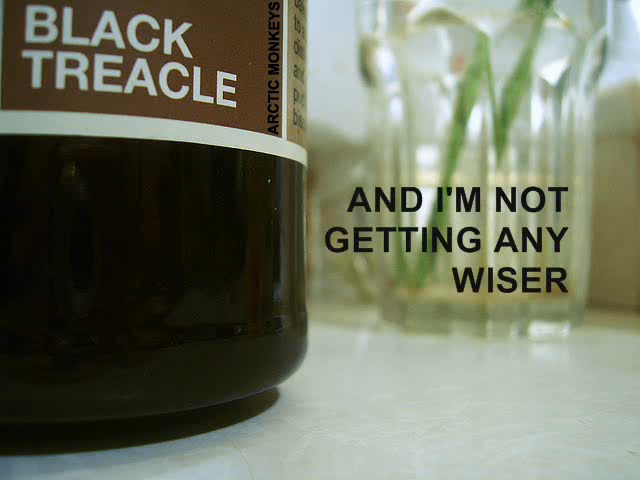 BLACK
TREACLE
ARCTIC MONKEYS
AND I'M NOT
GETTING ANY
WISER